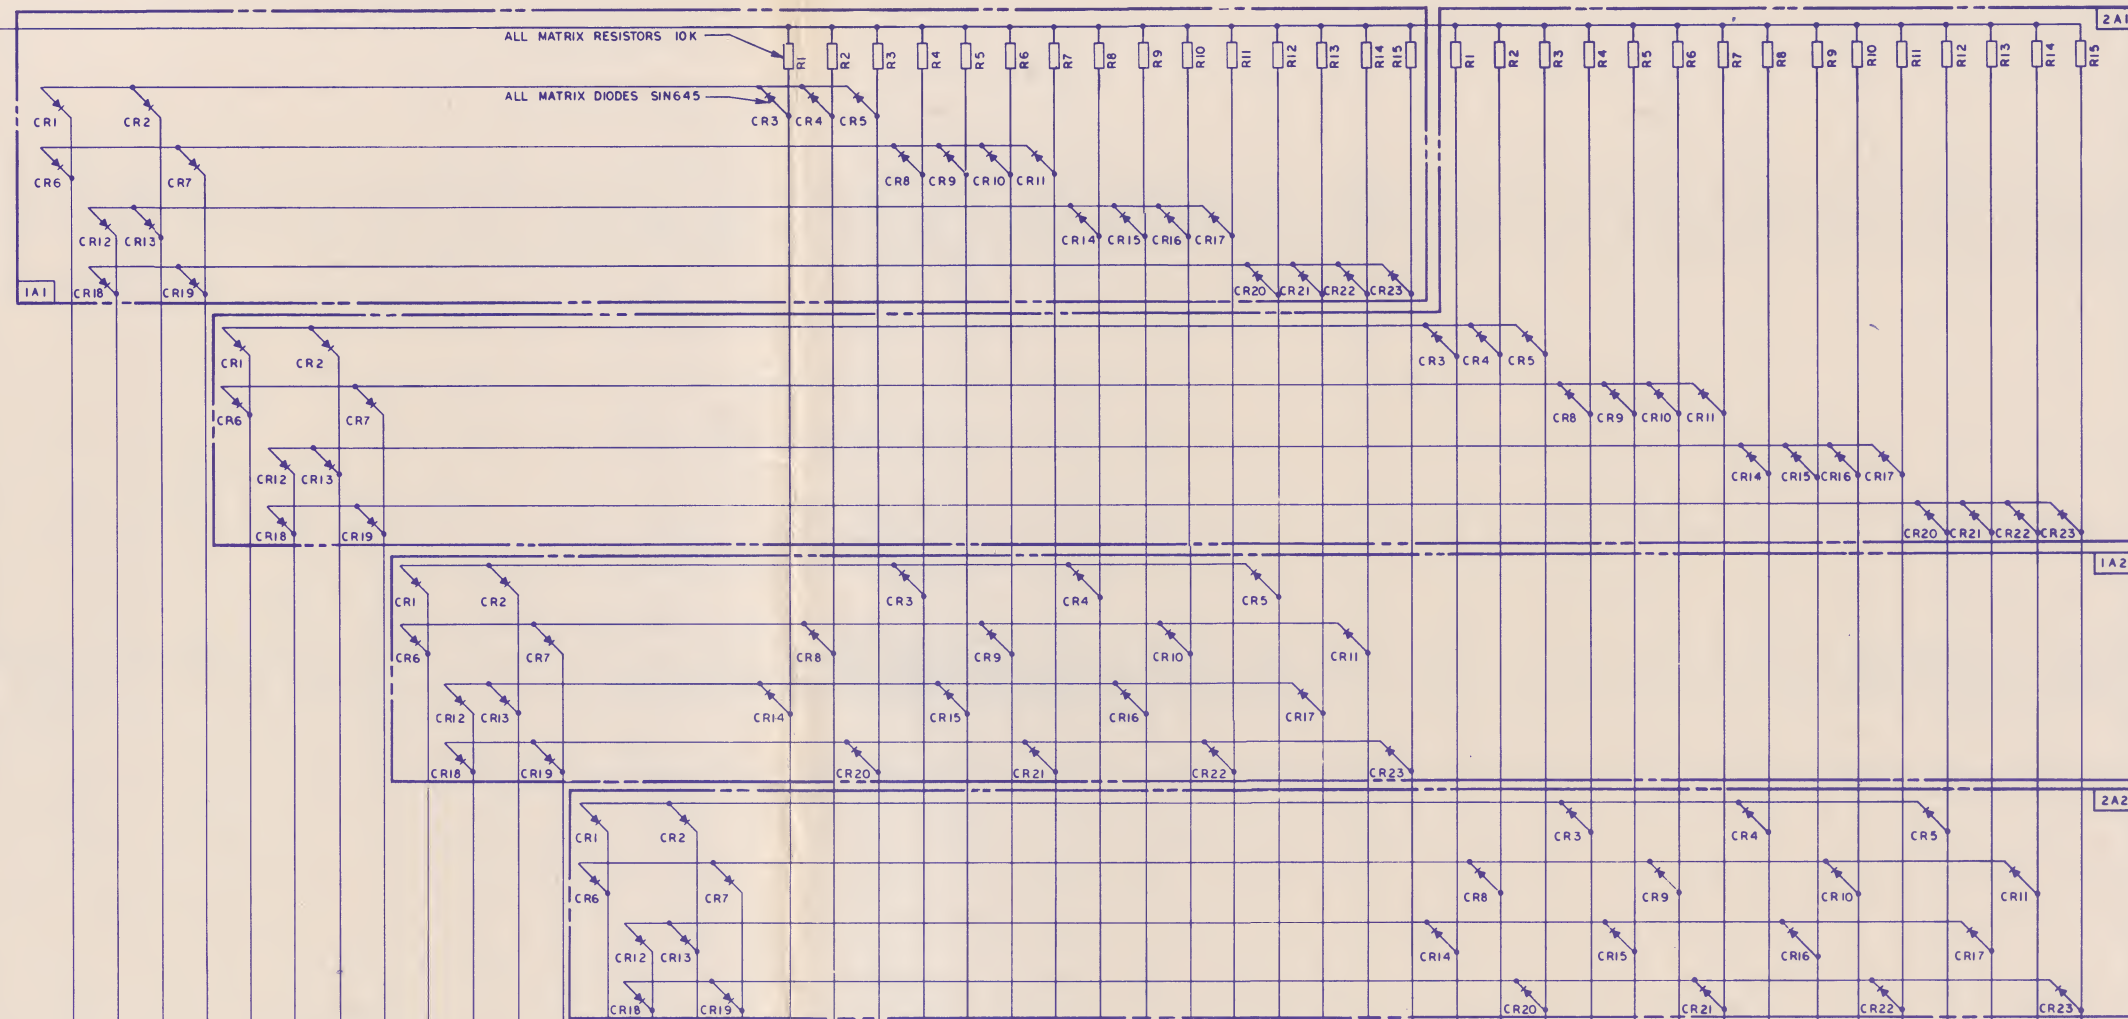 2A1
ALL MATRIX RESISTORS 10K
R1 R2 R3 R4 R5 R6 R7 R8 R9 R10 R11 R12 R13 R14 R15 R1 R2 R3 R4 R5 R6 R7 R8 R9 R10 R11 R12 R13 R14 R15
ALL MATRIX DIODES SIN645
CR1 CR2 CR3 CR4 CR5
CR6 CR7 CR8 CR9 CR10 CR11
CR12 CR13 CR14 CR15 CR16 CR17
1A1 CR18 CR19 CR20 CR21 CR22 CR23
CR1 CR2 CR3 CR4 CR5
CR6 CR7 CR8 CR9 CR10 CR11
CR12 CR13 CR14 CR15 CR16 CR17
CR18 CR19 CR20 CR21 CR22 CR23
1A2
CR1 CR2 CR3 CR4 CR5
CR6 CR7 CR8 CR9 CR10 CR11
CR12 CR13 CR14 CR15 CR16 CR17
CR18 CR19 CR20 CR21 CR22 CR23
2A2
CR1 CR2 CR3 CR4 CR5
CR6 CR7 CR8 CR9 CR10 CR11
CR12 CR13 CR14 CR15 CR16 CR17
CR18 CR19 CR20 CR21 CR22 CR23